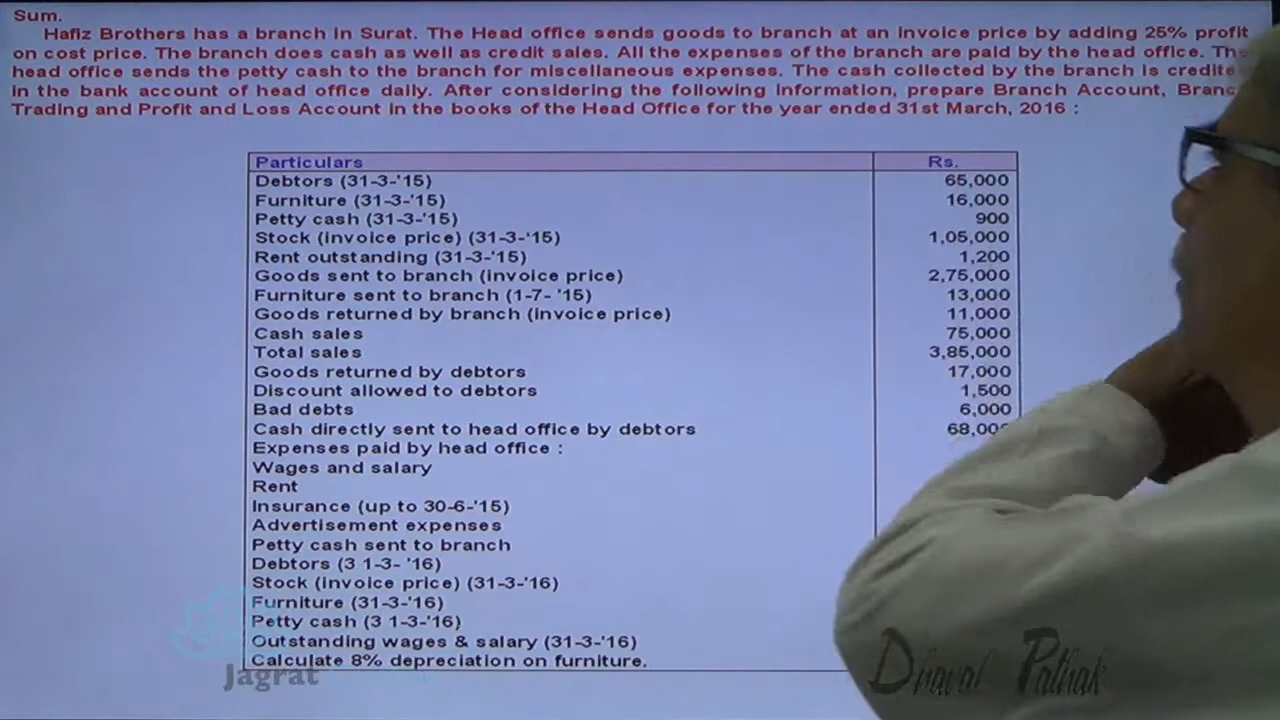 Sum.
Hafiz Brothers has a branch in Surat. The Head office sends goods to branch at an invoice price by adding 25% profit
on cost price. The branch does cash as well as credit sales. All the expenses of the branch are paid by the head office. The
head office sends the petty cash to the branch for miscellaneous expenses. The cash collected by the branch is credite
in the bank account of head office daily. After considering the following information, prepare Branch Account, Branc
Trading and Profit and Loss Account in the books of the Head Office for the year ended 31st March, 2016 :
Particulars Rs.
Debtors (31-3-'15) 65,000
Furniture (31-3-'15) 16,000
Petty cash (31-3-'15) 900
Stock (invoice price) (31-3-'15) 1,05,000
Rent outstanding (31-3-'15) 1,200
Goods sent to branch (invoice price) 2,75,000
Furniture sent to branch (1-7- '15) 13,000
Goods returned by branch (invoice price) 11,000
Cash sales 75,000
Total sales 3,85,000
Goods returned by debtors 17,000
Discount allowed to debtors 1,500
Bad debts 6,000
Cash directly sent to head office by debtors 68,000
Expenses paid by head office :
Wages and salary
Rent
Insurance (up to 30-6-'15)
Advertisement expenses
Petty cash sent to branch
Debtors (3 1-3- '16)
Stock (invoice price) (31-3-'16)
Furniture (31-3-'16)
Petty cash (3 1-3-'16)
Outstanding wages & salary (31-3-'16)
Calculate 8% depreciation on furniture.
Jagrat
Dhaval Pathak